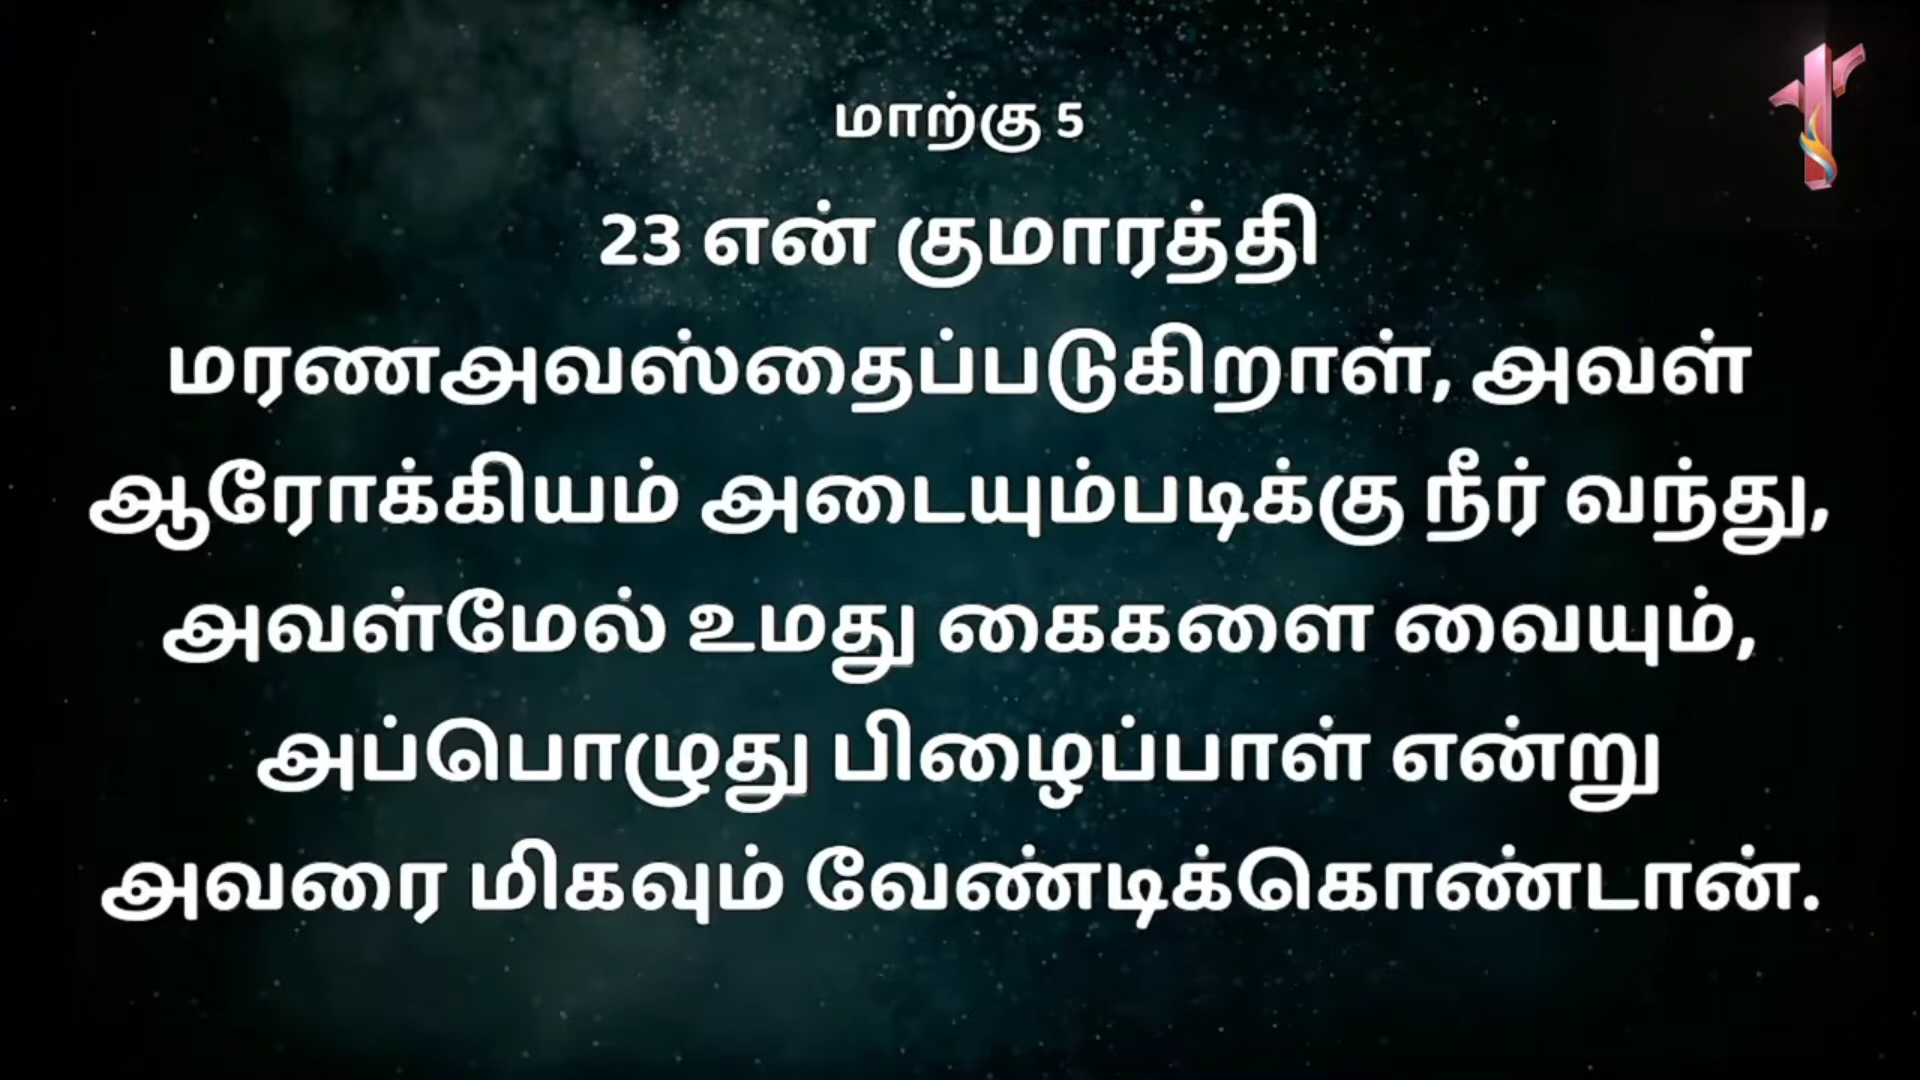 மாற்கு 5
23 என் குமாரத்தி
மரணஅவஸ்தைப்படுகிறாள், அவள்
ஆரோக்கியம் அடையும்படிக்கு நீர் வந்து,
அவள்மேல் உமது கைகளை வையும்,
அப்பொழுது பிழைப்பாள் என்று
அவரை மிகவும் வேண்டிக்கொண்டான்.